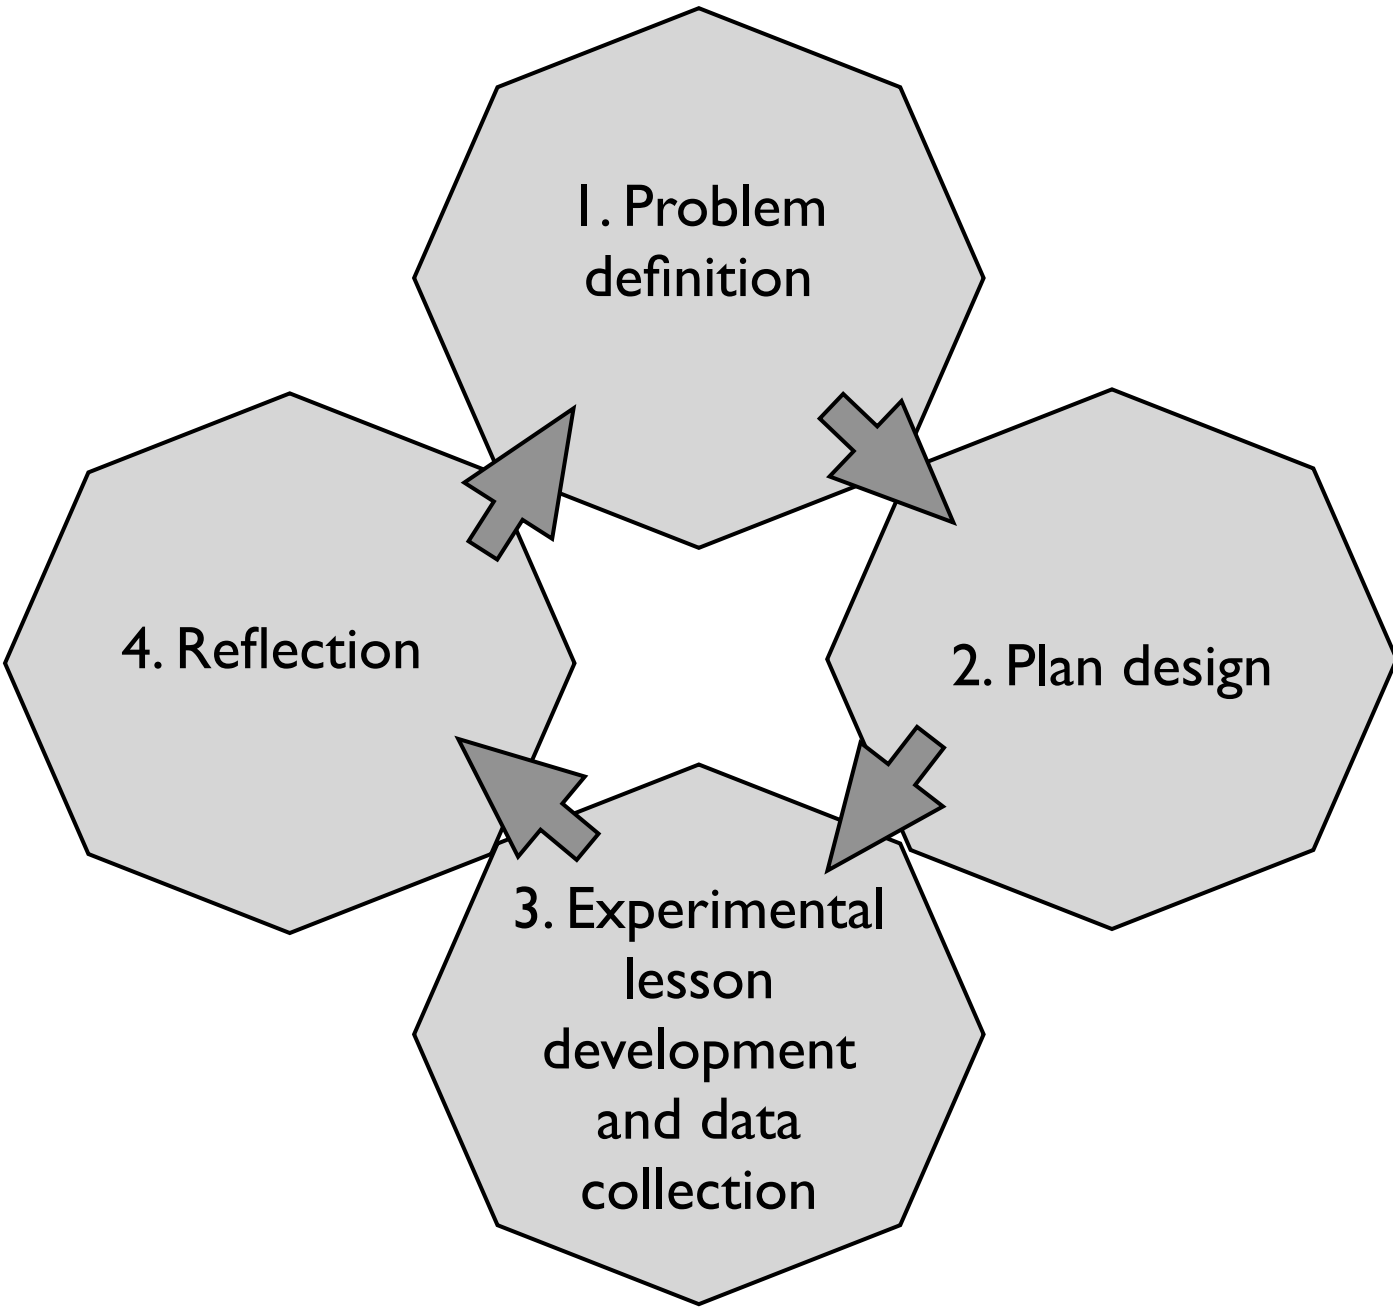 1. Problem
definition
2. Plan design
3. Experimental
lesson
development
and data
collection
4. Reflection